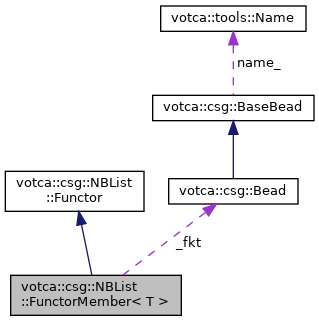 votca::tools::Name
name_
votca::csg::BaseBead
votca::csg::NBList
::Functor
votca::csg::Bead
_fkt
votca::csg::NBList
::FunctorMember< T >